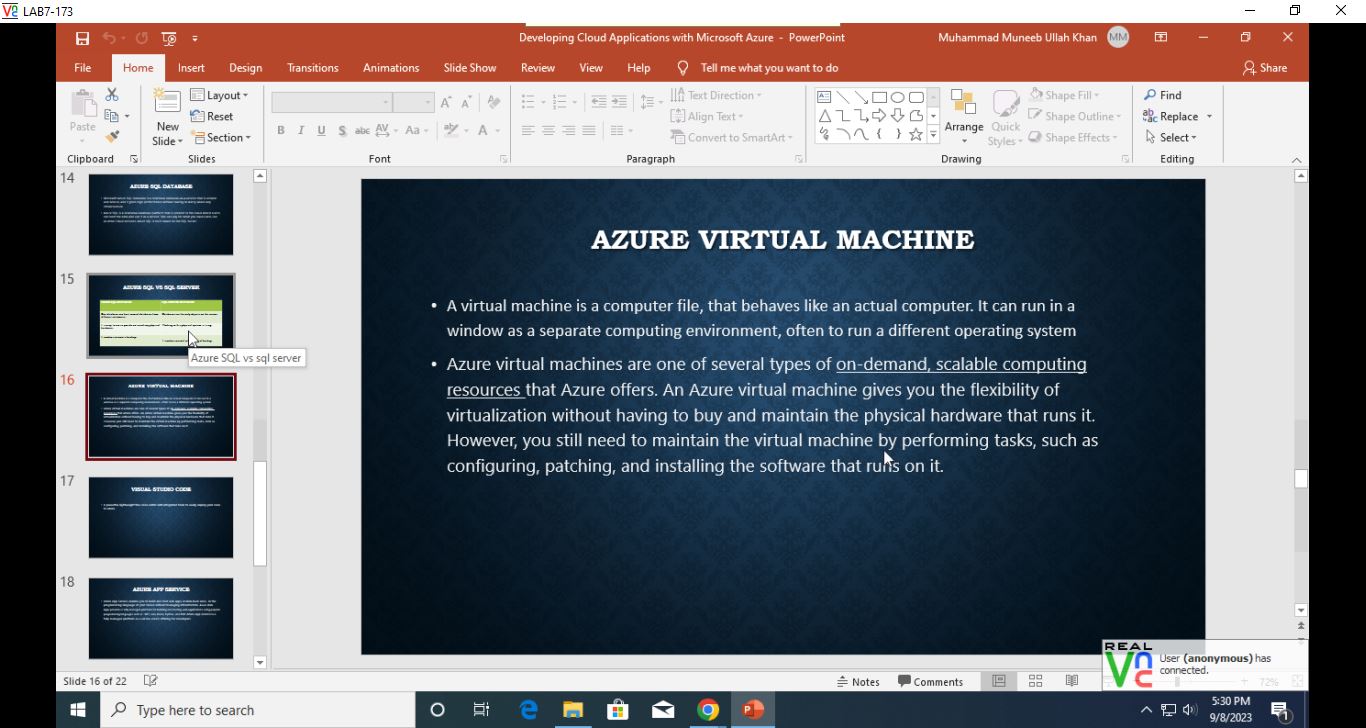 LAB7-173
Developing Cloud Applications with Microsoft Azure - PowerPoint
Muhammad Muneeb Ullah Khan MM
File Home Insert Design Transitions Animations Slide Show Review View Help Tell me what you want to do Share
Paste
New
Slide
Layout
Reset
Section
B I U S abc AV Aa A
Text Direction
Align Text
Convert to SmartArt
Arrange
Quick
Styles
Shape Fill
Shape Outline
Shape Effects
Find
Replace
Select
Clipboard Slides Font Paragraph Drawing Editing
14
AZURE SQL DATABASE
15
AZURE SQL VS SQL SERVER
Azure SQL vs sql server
16
AZURE VIRTUAL MACHINE
17
VISUAL STUDIO CODE
18
AZURE APP SERVICE
AZURE VIRTUAL MACHINE
• A virtual machine is a computer file, that behaves like an actual computer. It can run in a
window as a separate computing environment, often to run a different operating system
• Azure virtual machines are one of several types of on-demand, scalable computing
resources that Azure offers. An Azure virtual machine gives you the flexibility of
virtualization without having to buy and maintain the physical hardware that runs it.
However, you still need to maintain the virtual machine by performing tasks, such as
configuring, patching, and installing the software that runs on it.
REAL
VNC
User (anonymous) has
connected.
Slide 16 of 22
Notes Comments
72%
Type here to search
5:30 PM
9/8/2023
1